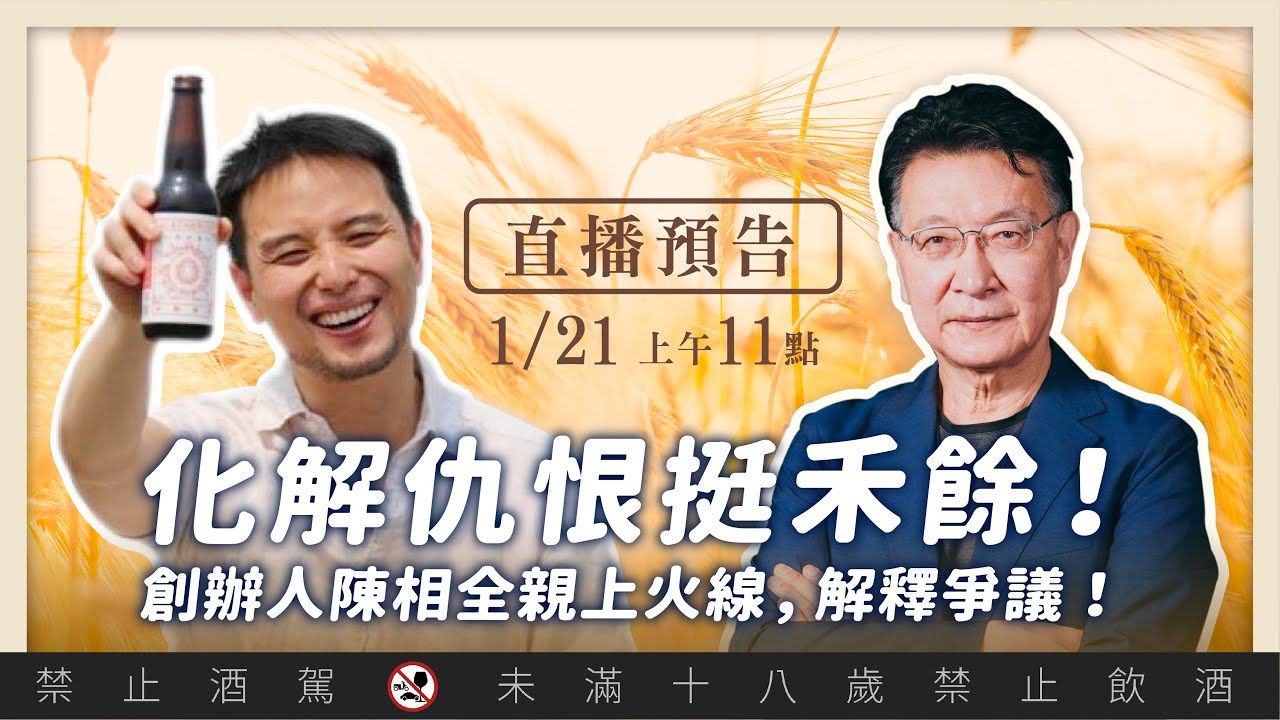 直播預告
1/21 上午11點
化解仇恨挺禾餘！
創辦人陳相全親上火線，解釋爭議！
禁止酒駕 未滿十八歲禁止飲酒